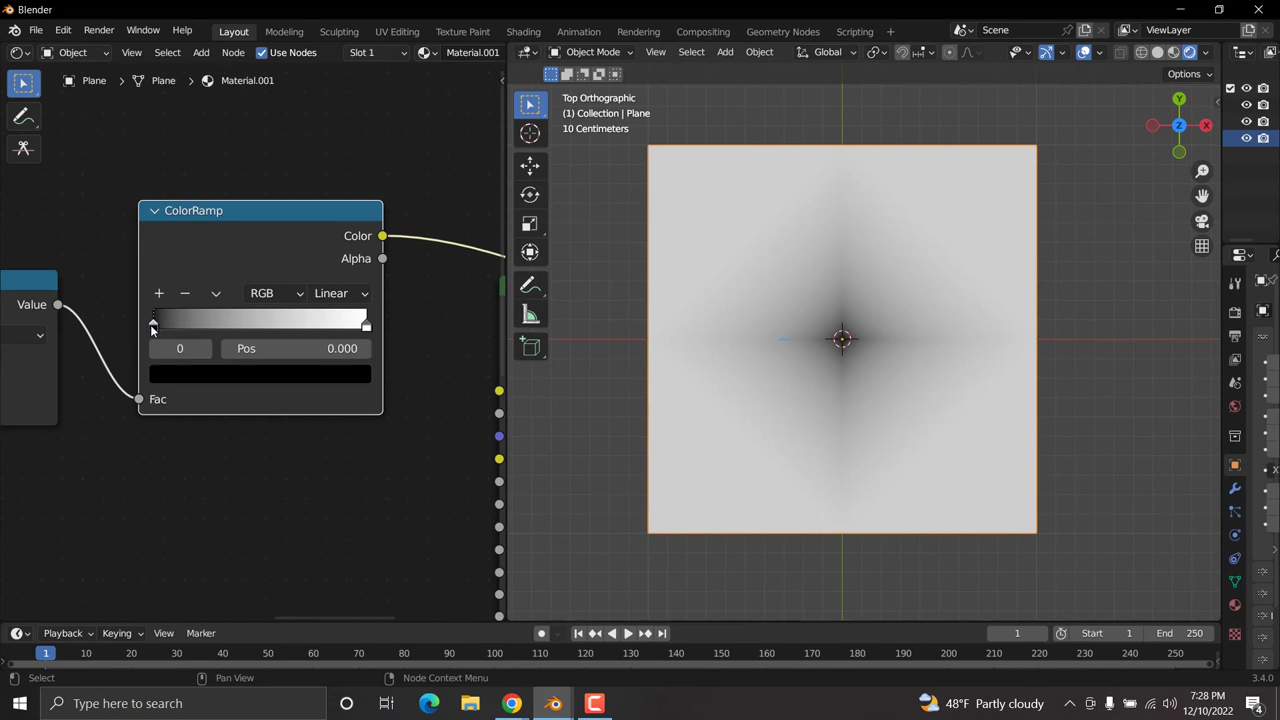 Blender
File Edit Render Window Help Layout Modeling Sculpting UV Editing Texture Paint Shading Animation Rendering Compositing Geometry Nodes Scripting Scene ViewLayer
Object View Select Add Node Use Nodes Slot 1 Material.001 Object Mode View Select Add Object Global
Plane Plane Material.001 Options
Top Orthographic
(1) Collection | Plane
10 Centimeters
Y
Z X
ColorRamp
Color
Alpha
RGB Linear
Value
0 Pos 0.000
Fac
Playback Keying View Marker 1 Start 1 End 250
1 10 20 30 40 50 60 70 80 90 100 110 120 130 140 150 160 170 180 190 200 210 220 230 240 250
Select Pan View Node Context Menu 3.4.0
Type here to search 48°F Partly cloudy 7:28 PM
12/10/2022 4